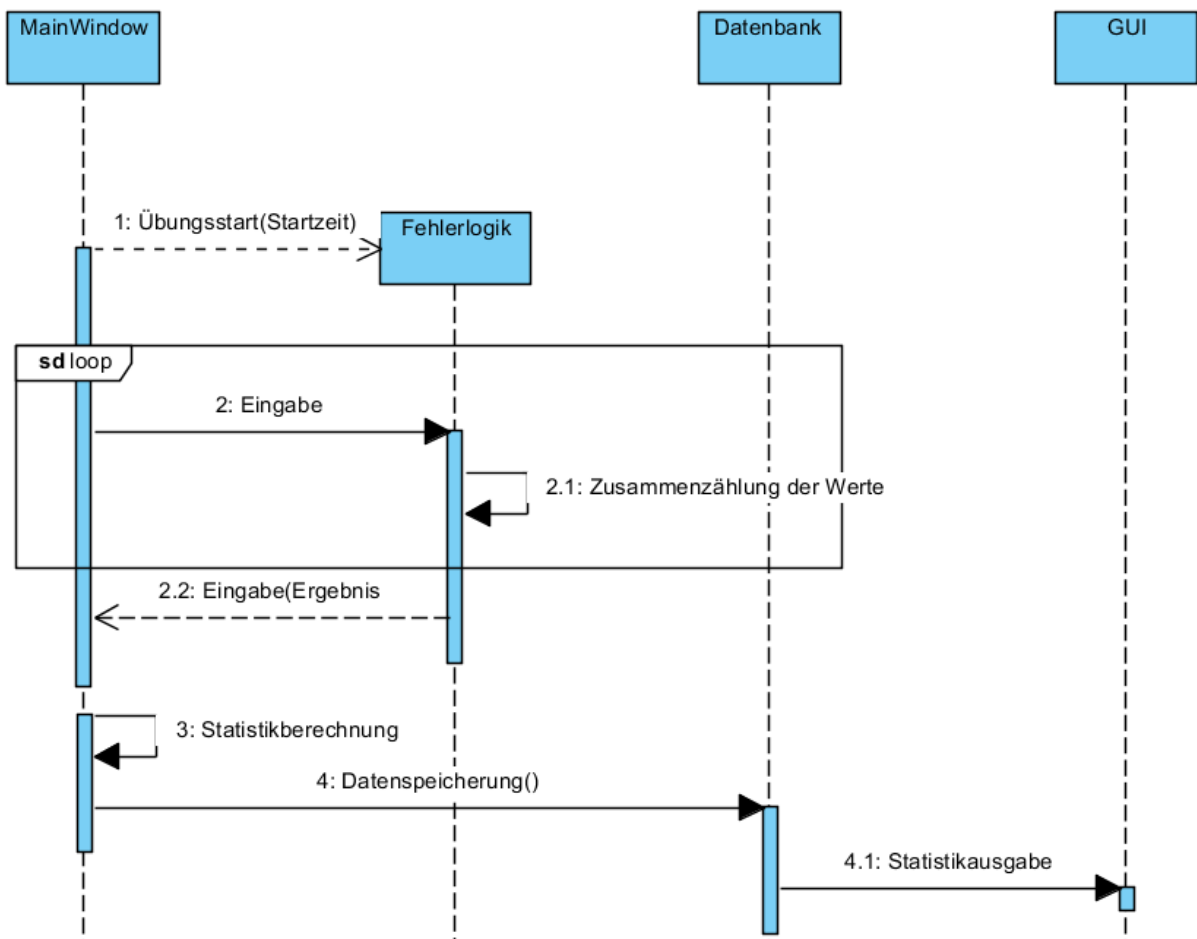 MainWindow
Datenbank
GUI
1: Übungsstart(Startzeit)
Fehlerlogik
sd loop
2: Eingabe
2.1: Zusammenzählung der Werte
2.2: Eingabe(Ergebnis
3: Statistikberechnung
4: Datenspeicherung()
4.1: Statistikausgabe